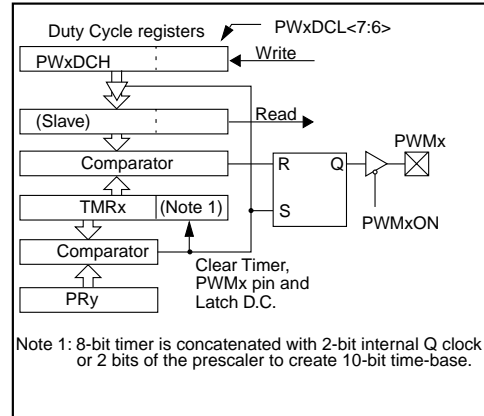 Duty Cycle registers
PWxDCL<7:6>
PWxDCH
Write
(Slave)
Read
PWMx
Comparator
R
Q
TMRx
(Note 1)
S
PWMxON
Comparator
Clear Timer,
PWMx pin and
Latch D.C.
PRy
Note 1: 8-bit timer is concatenated with 2-bit internal Q clock
or 2 bits of the prescaler to create 10-bit time-base.